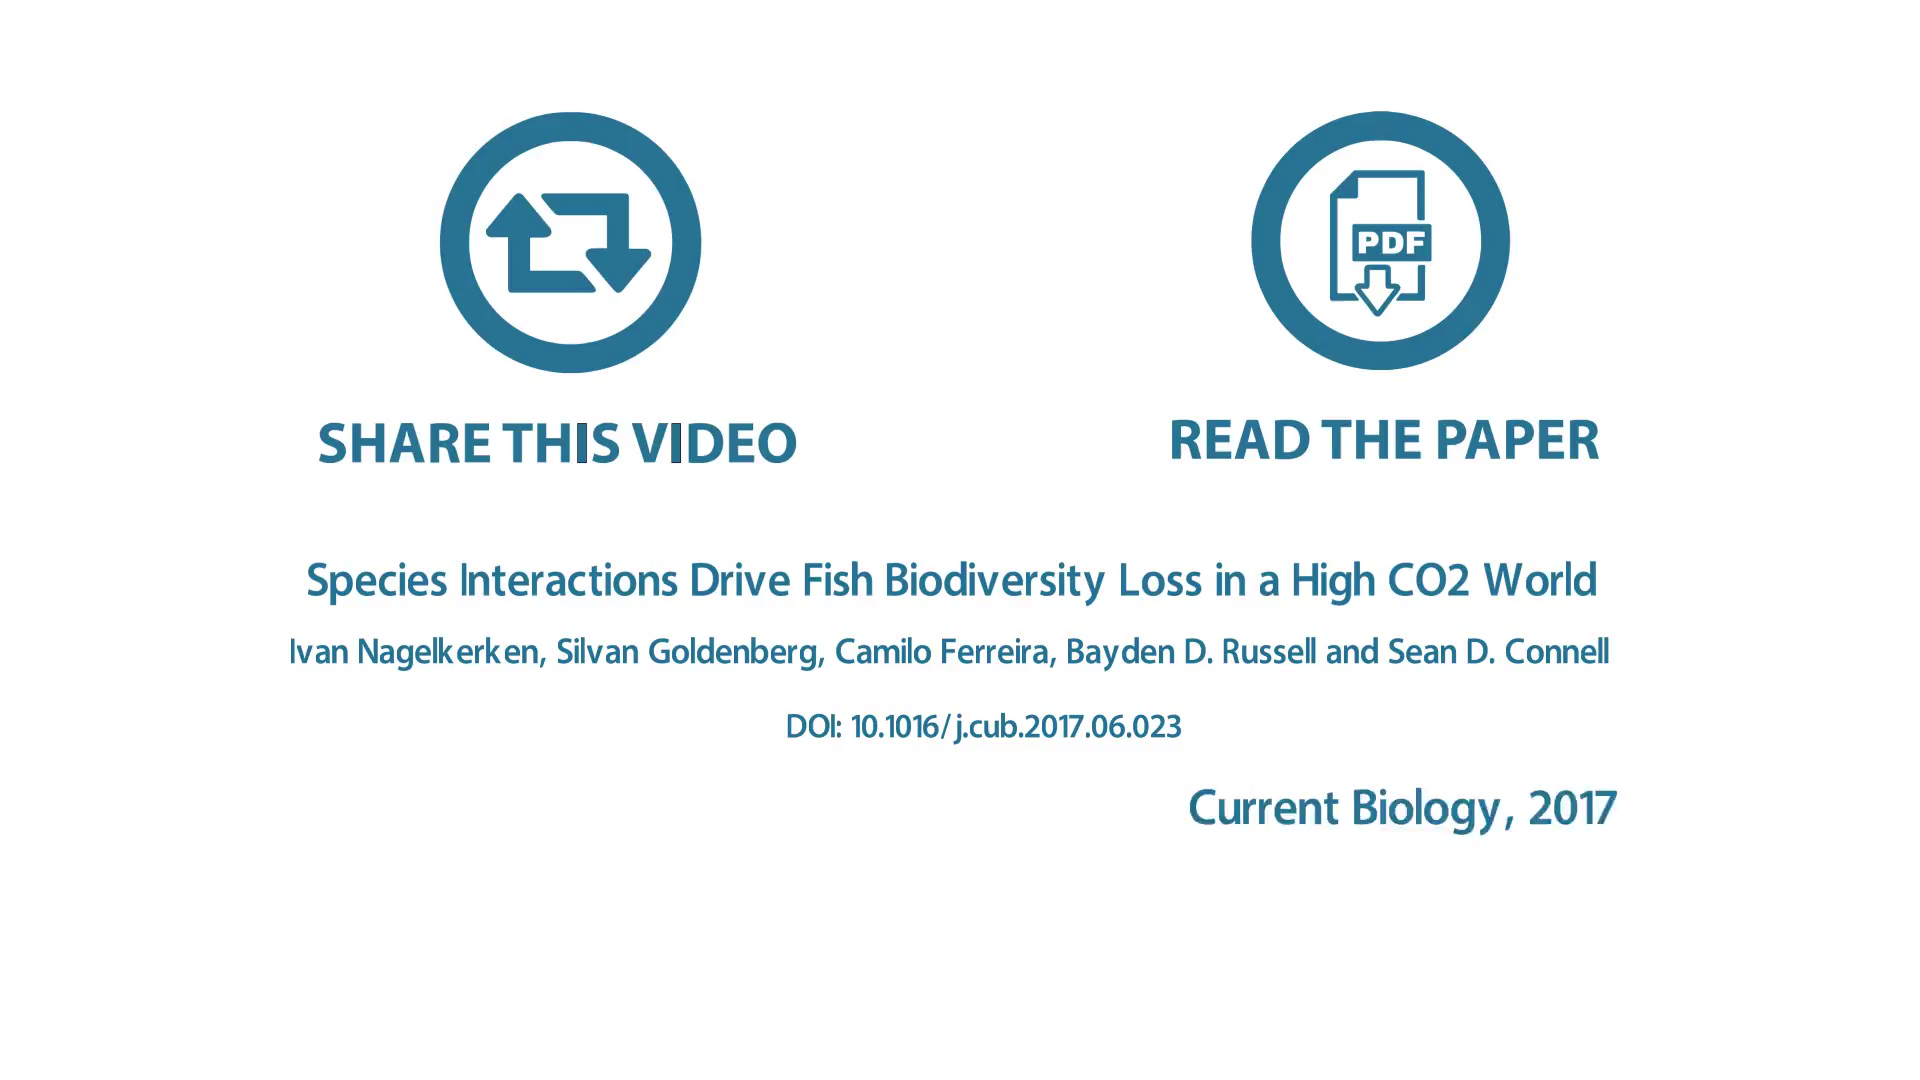 PDF
SHARE THIS VIDEO
READ THE PAPER
Species Interactions Drive Fish Biodiversity Loss in a High CO2 World
Ivan Nagelkerken, Silvan Goldenberg, Camilo Ferreira, Bayden D. Russell and Sean D. Connell
DOI: 10.1016/j.cub.2017.06.023
Current Biology, 2017